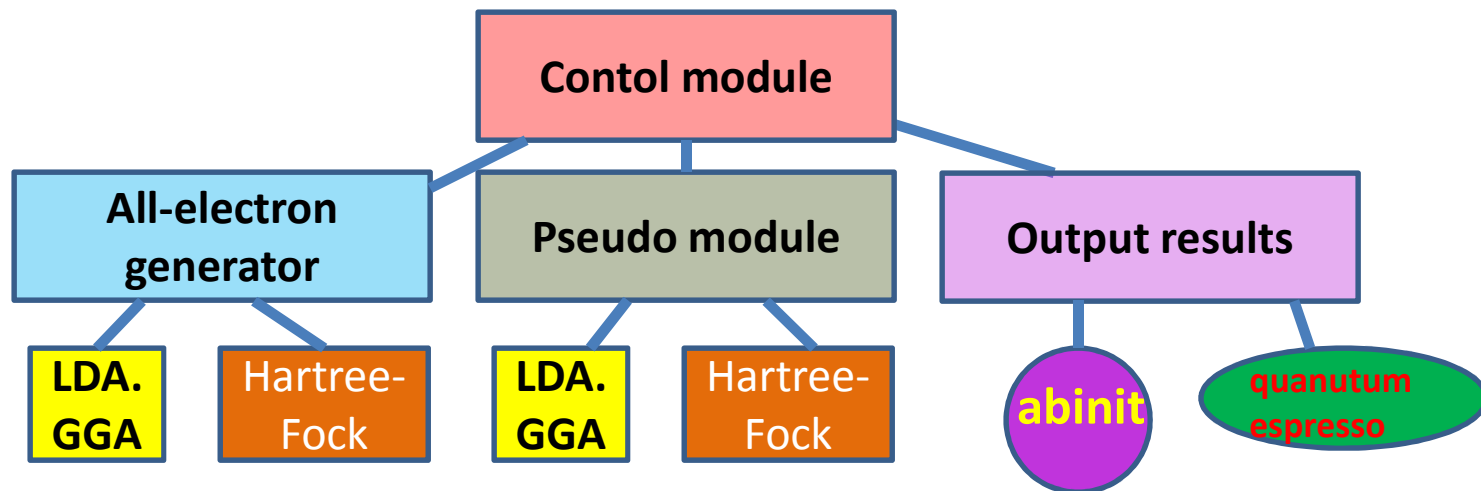 Contol module
All-electron
generator
Pseudo module
Output results
LDA.
GGA
Hartree-
Fock
LDA.
GGA
Hartree-
Fock
abinit
quanutum
espresso